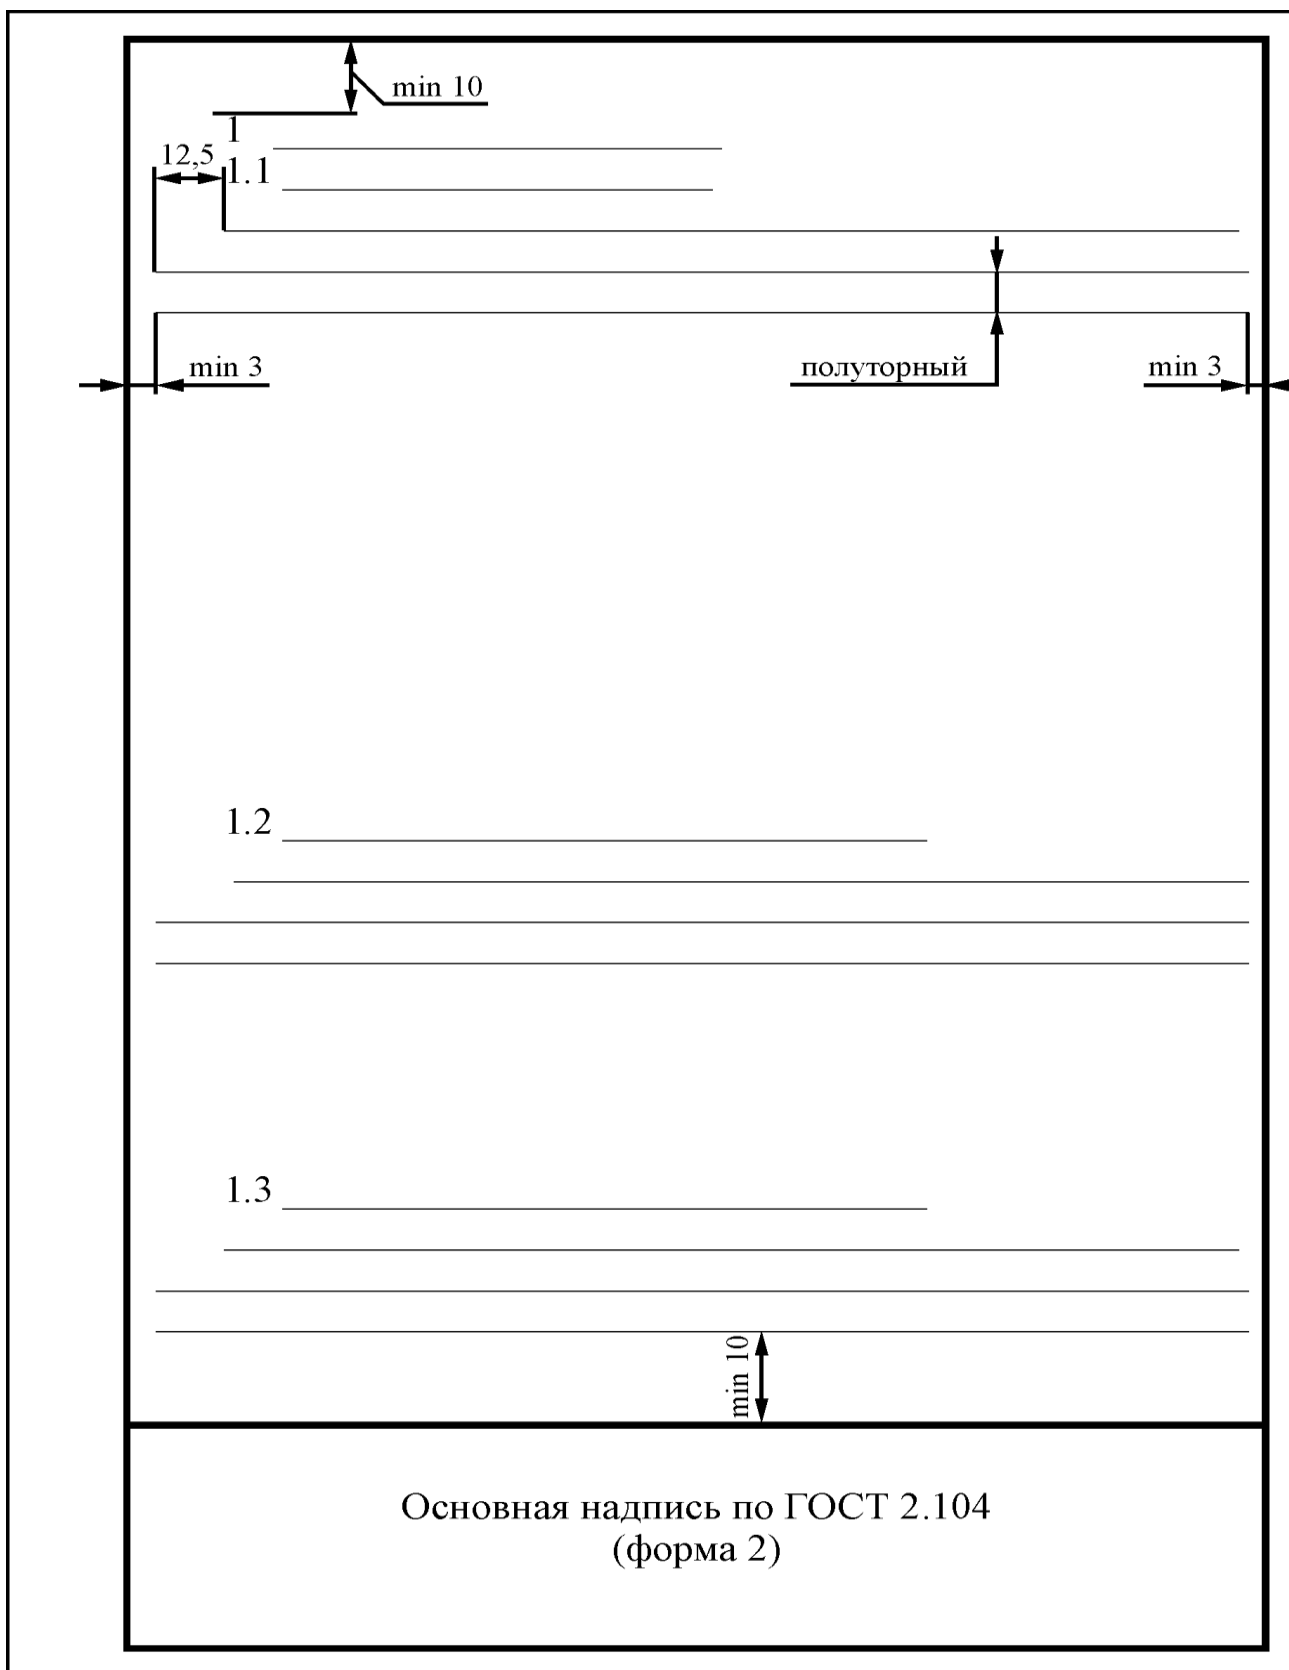 min 10
1
12,5
1.1
min 3
полуторный
min 3
1.2
1.3
min 10
Основная надпись по ГОСТ 2.104
(форма 2)